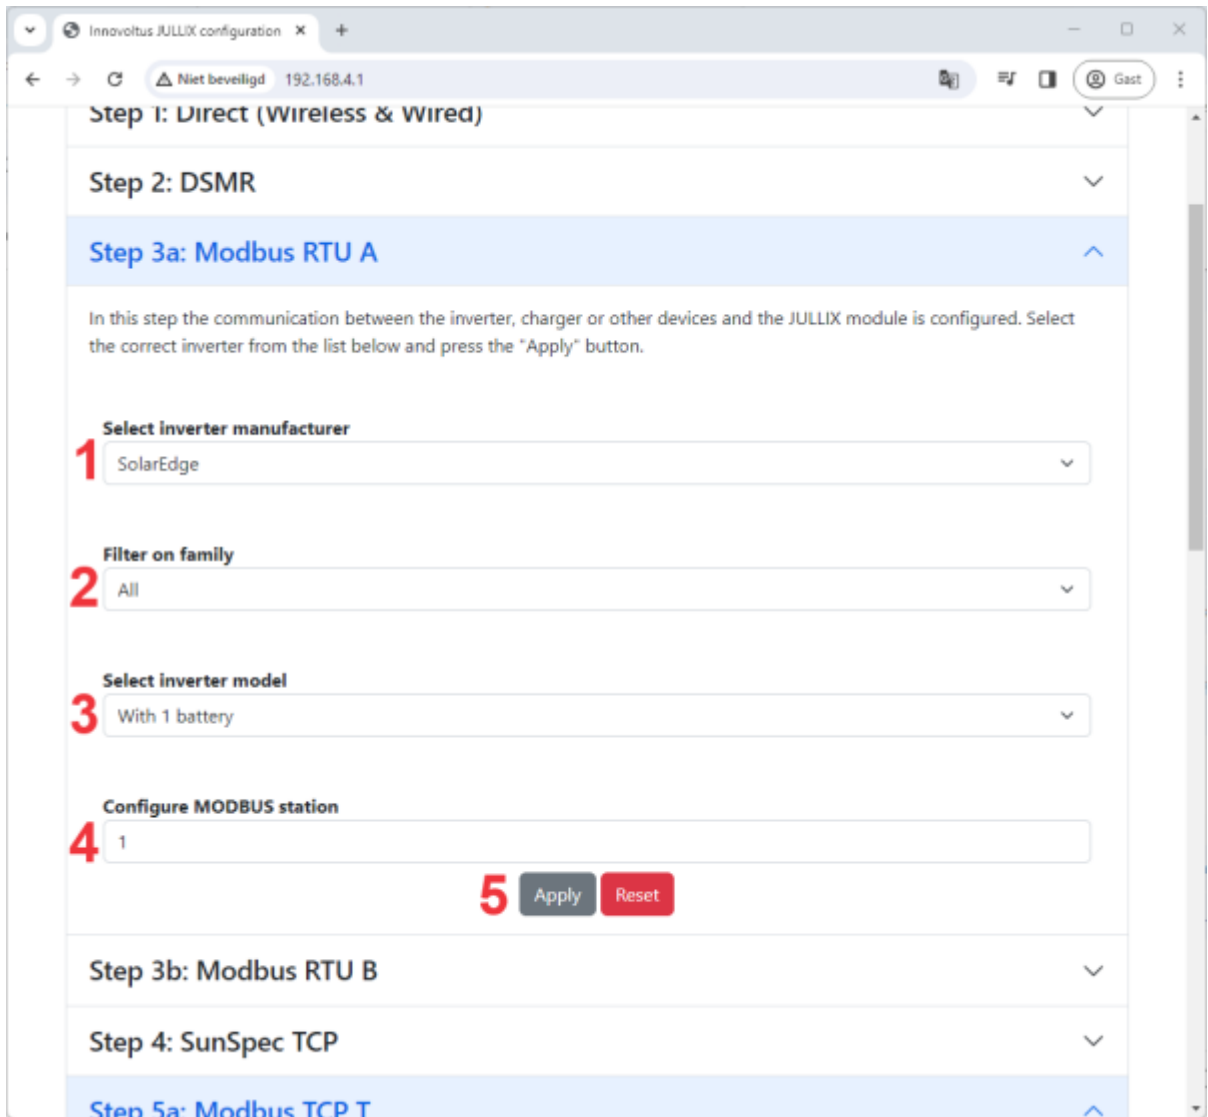 Innovoltus JULLIX configuration
Niet beveiligd 192.168.4.1 Gast
Step 1: Direct (Wireless & Wired)
Step 2: DSMR
Step 3a: Modbus RTU A
In this step the communication between the inverter, charger or other devices and the JULLIX module is configured. Select
the correct inverter from the list below and press the "Apply" button.
Select inverter manufacturer
1 SolarEdge
Filter on family
2 All
Select inverter model
3 With 1 battery
Configure MODBUS station
4 1
5 Apply Reset
Step 3b: Modbus RTU B
Step 4: SunSpec TCP
Step 5a: Modbus TCP T